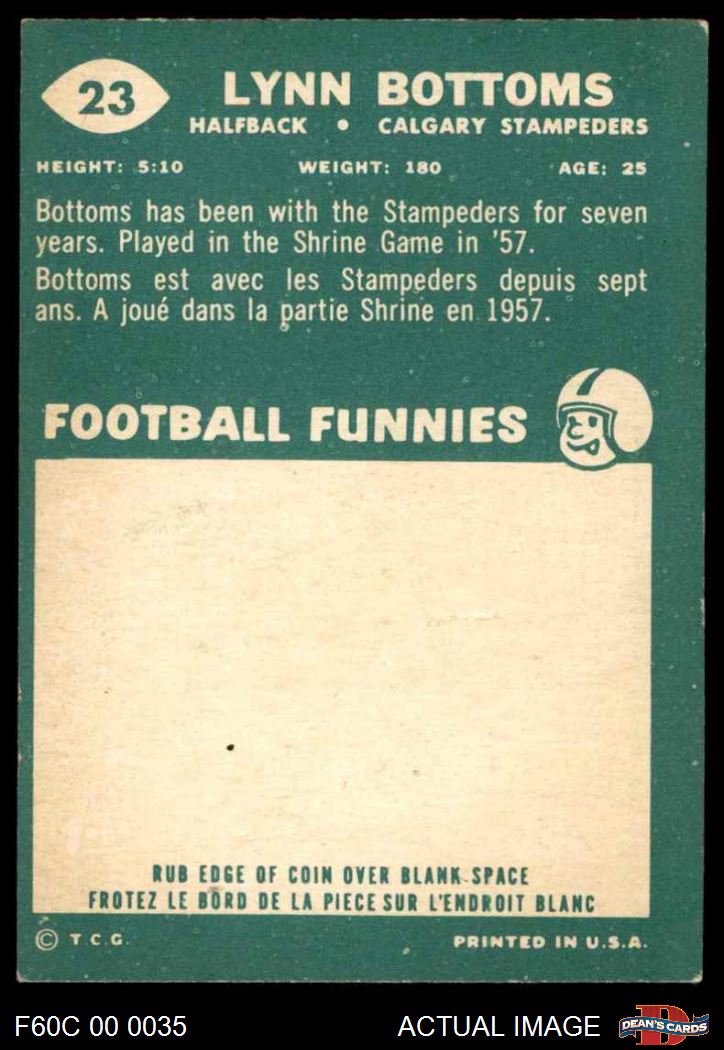 23
LYNN BOTTOMS
HALFBACK • CALGARY STAMPEDERS
HEIGHT: 5:10 WEIGHT: 180 AGE: 25
Bottoms has been with the Stampeders for seven
years. Played in the Shrine Game in '57.
Bottoms est avec les Stampeders depuis sept
ans. A joué dans la partie Shrine en 1957.
FOOTBALL FUNNIES
RUB EDGE OF COIN OVER BLANK SPACE
FROTEZ LE BORD DE LA PIECE SUR L'ENDROIT BLANC
© T.C.G. PRINTED IN U.S.A.
F60C 00 0035 ACTUAL IMAGE DEAN'S CARDS